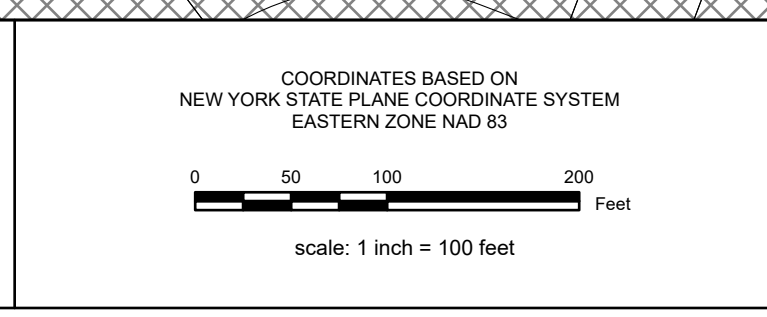 COORDINATES BASED ON
NEW YORK STATE PLANE COORDINATE SYSTEM
EASTERN ZONE NAD 83
0 50 100 200
Feet
scale: 1 inch = 100 feet